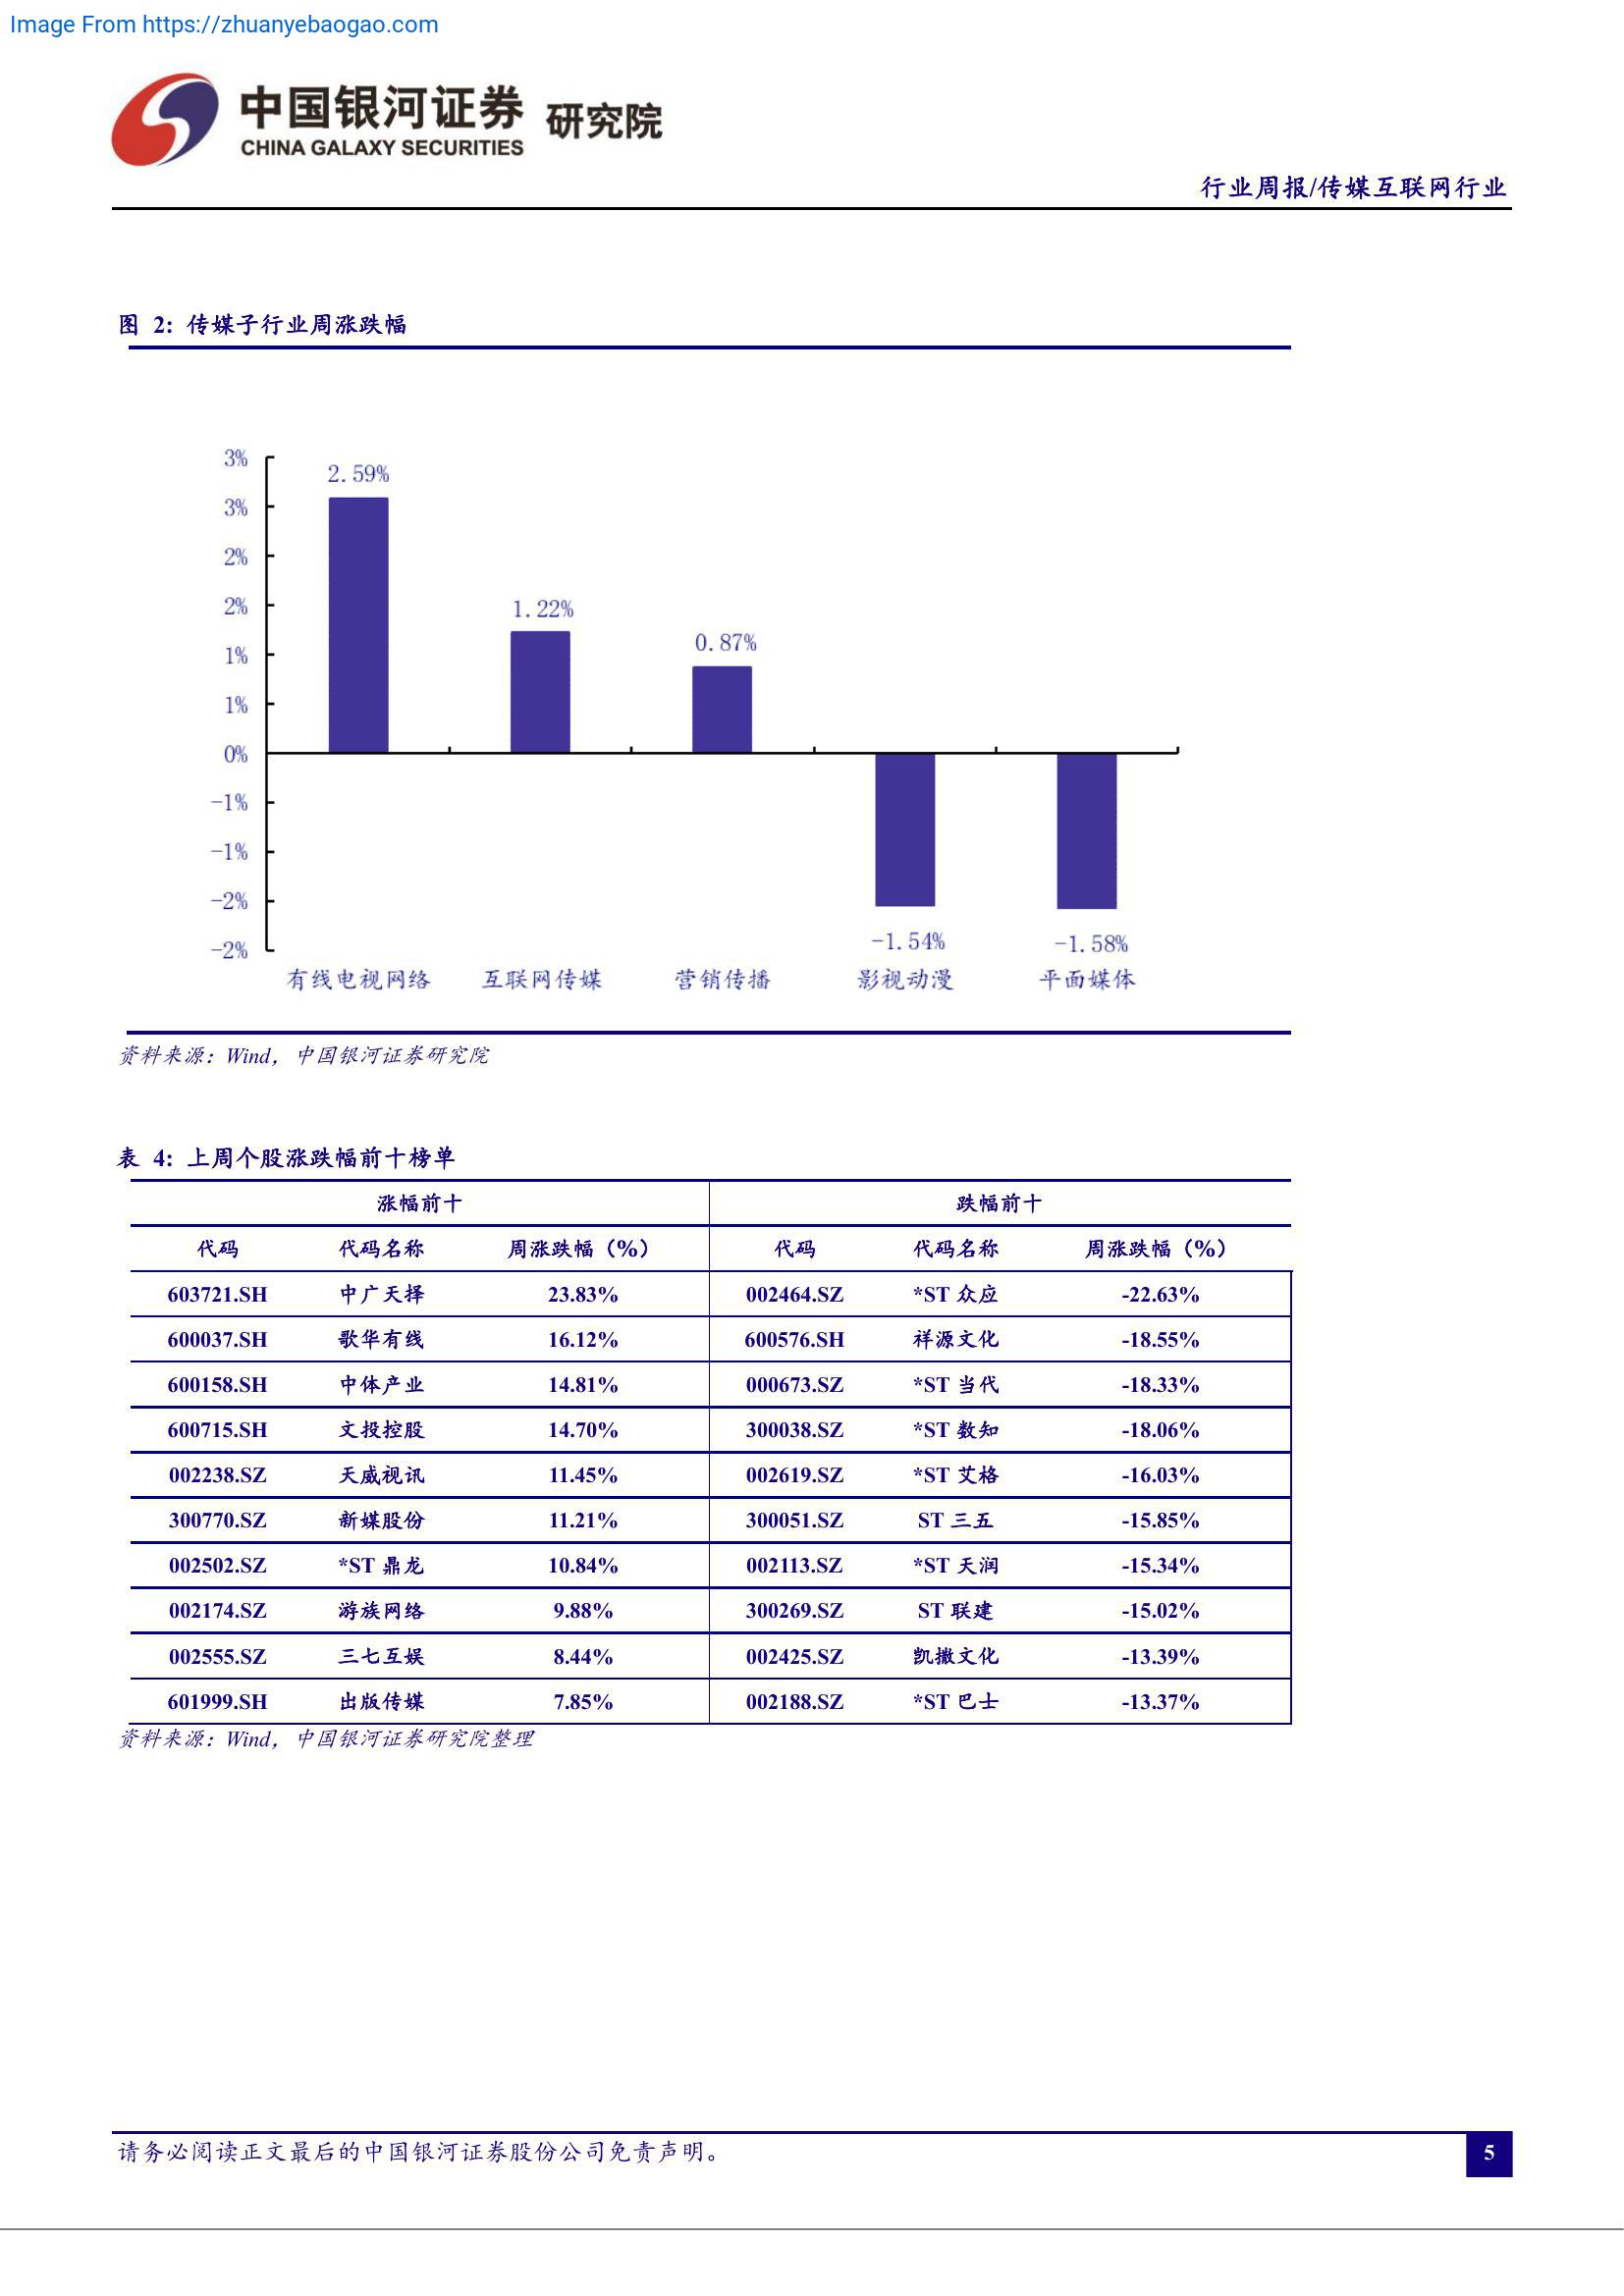 Image From https://zhuanyebaogao.com
中国银河证券 研究院
CHINA GALAXY SECURITIES
行业周报/传媒互联网行业
图 2: 传媒子行业周涨跌幅
3%
2.59%
3%
2%
2%
1.22%
1%
0.87%
1%
0%
-1%
-1%
-2%
-2%
-1.54%
-1.58%
有线电视网络 互联网传媒 营销传播 影视动漫 平面媒体
资料来源：Wind，中国银河证券研究院
表 4: 上周个股涨跌幅前十榜单
涨幅前十 跌幅前十
代码 代码名称 周涨跌幅（%） 代码 代码名称 周涨跌幅（%）
603721.SH 中广天择 23.83% 002464.SZ *ST 众应 -22.63%
600037.SH 歌华有线 16.12% 600576.SH 祥源文化 -18.55%
600158.SH 中体产业 14.81% 000673.SZ *ST 当代 -18.33%
600715.SH 文投控股 14.70% 300038.SZ *ST 数知 -18.06%
002238.SZ 天威视讯 11.45% 002619.SZ *ST 艾格 -16.03%
300770.SZ 新媒股份 11.21% 300051.SZ ST 三五 -15.85%
002502.SZ *ST 鼎龙 10.84% 002113.SZ *ST 天润 -15.34%
002174.SZ 游族网络 9.88% 300269.SZ ST 联建 -15.02%
002555.SZ 三七互娱 8.44% 002425.SZ 凯撒文化 -13.39%
601999.SH 出版传媒 7.85% 002188.SZ *ST 巴士 -13.37%
资料来源：Wind，中国银河证券研究院整理
请务必阅读正文最后的中国银河证券股份公司免责声明。
5